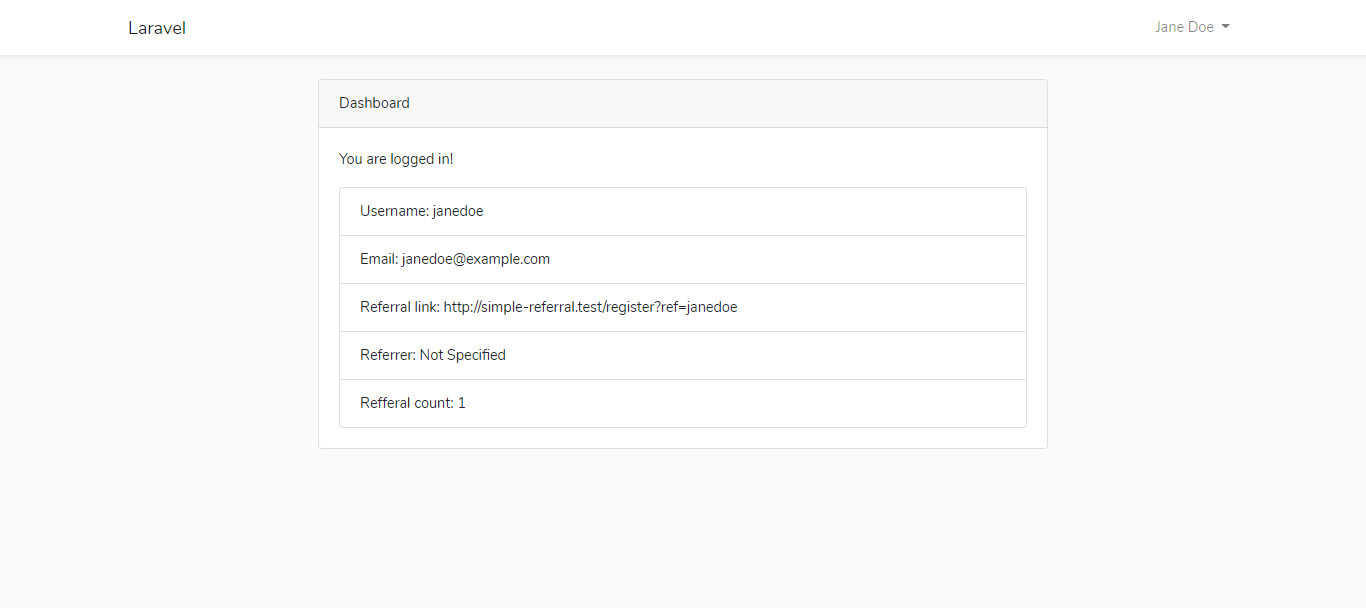 Laravel
Jane Doe
Dashboard
You are logged in!
Username: janedoe
Email: janedoe@example.com
Referral link: http://simple-referral.test/register?ref=janedoe
Referrer: Not Specified
Refferal count: 1